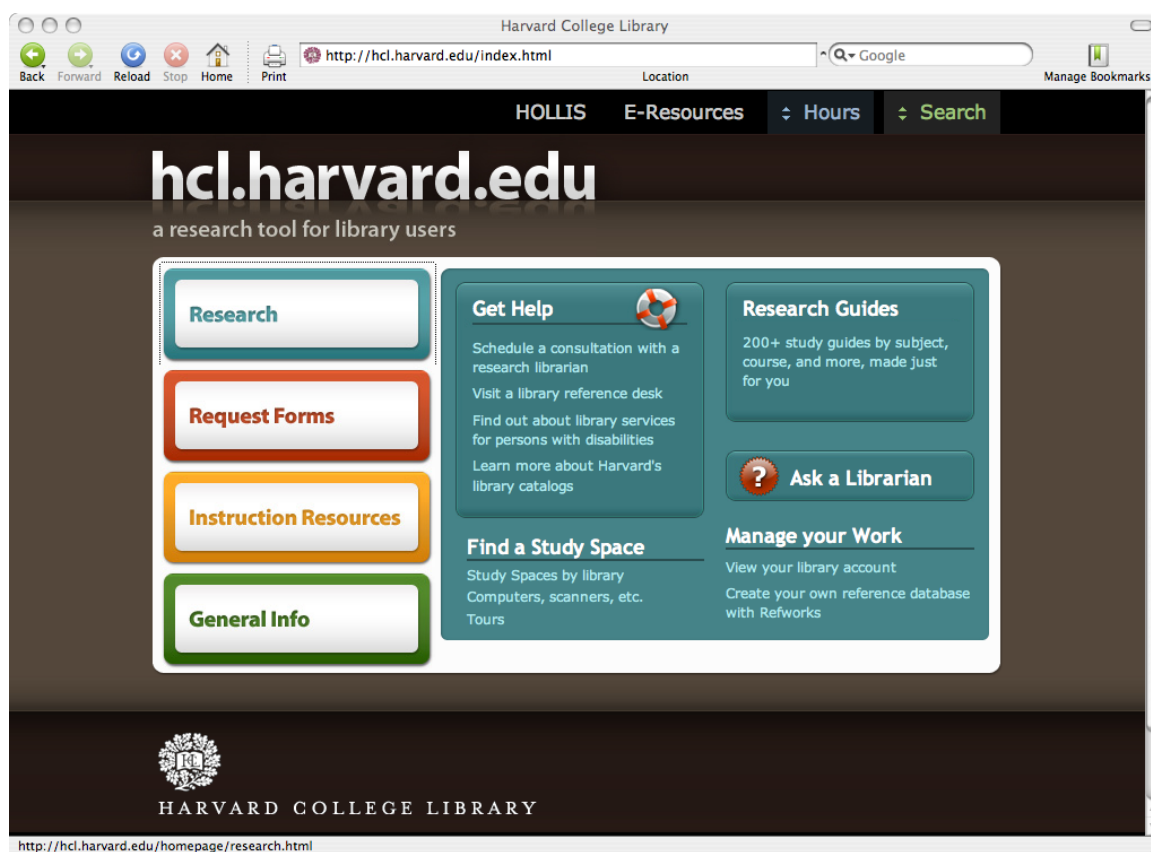 Harvard College Library
http://hcl.harvard.edu/index.html
Google
Back Forward Reload Stop Home Print Location Manage Bookmarks
HOLLIS E-Resources Hours Search
hcl.harvard.edu
a research tool for library users
Research
Request Forms
Instruction Resources
General Info
Get Help
Schedule a consultation with a
research librarian
Visit a library reference desk
Find out about library services
for persons with disabilities
Learn more about Harvard's
library catalogs
Find a Study Space
Study Spaces by library
Computers, scanners, etc.
Tours
Research Guides
200+ study guides by subject,
course, and more, made just
for you
? Ask a Librarian
Manage your Work
View your library account
Create your own reference database
with Refworks
HARVARD COLLEGE LIBRARY
http://hcl.harvard.edu/homepage/research.html